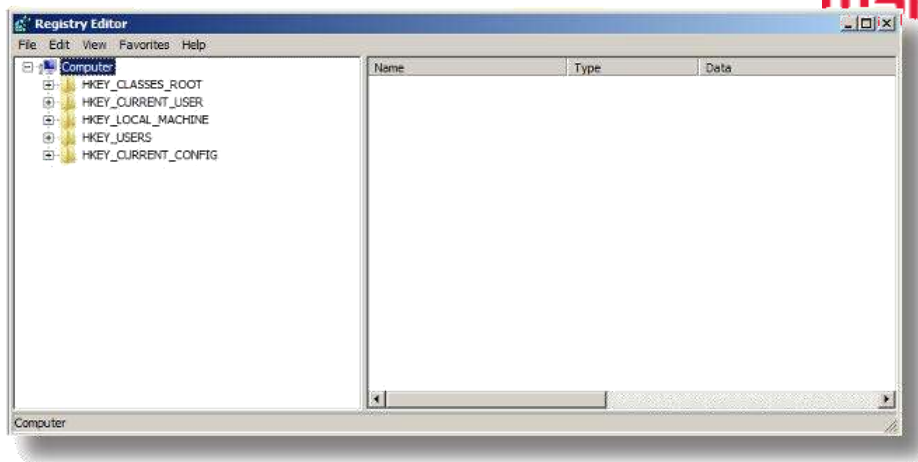 Registry Editor
File Edit View Favorites Help
Computer
HKEY_CLASSES_ROOT
HKEY_CURRENT_USER
HKEY_LOCAL_MACHINE
HKEY_USERS
HKEY_CURRENT_CONFIG
Name Type Data
Computer